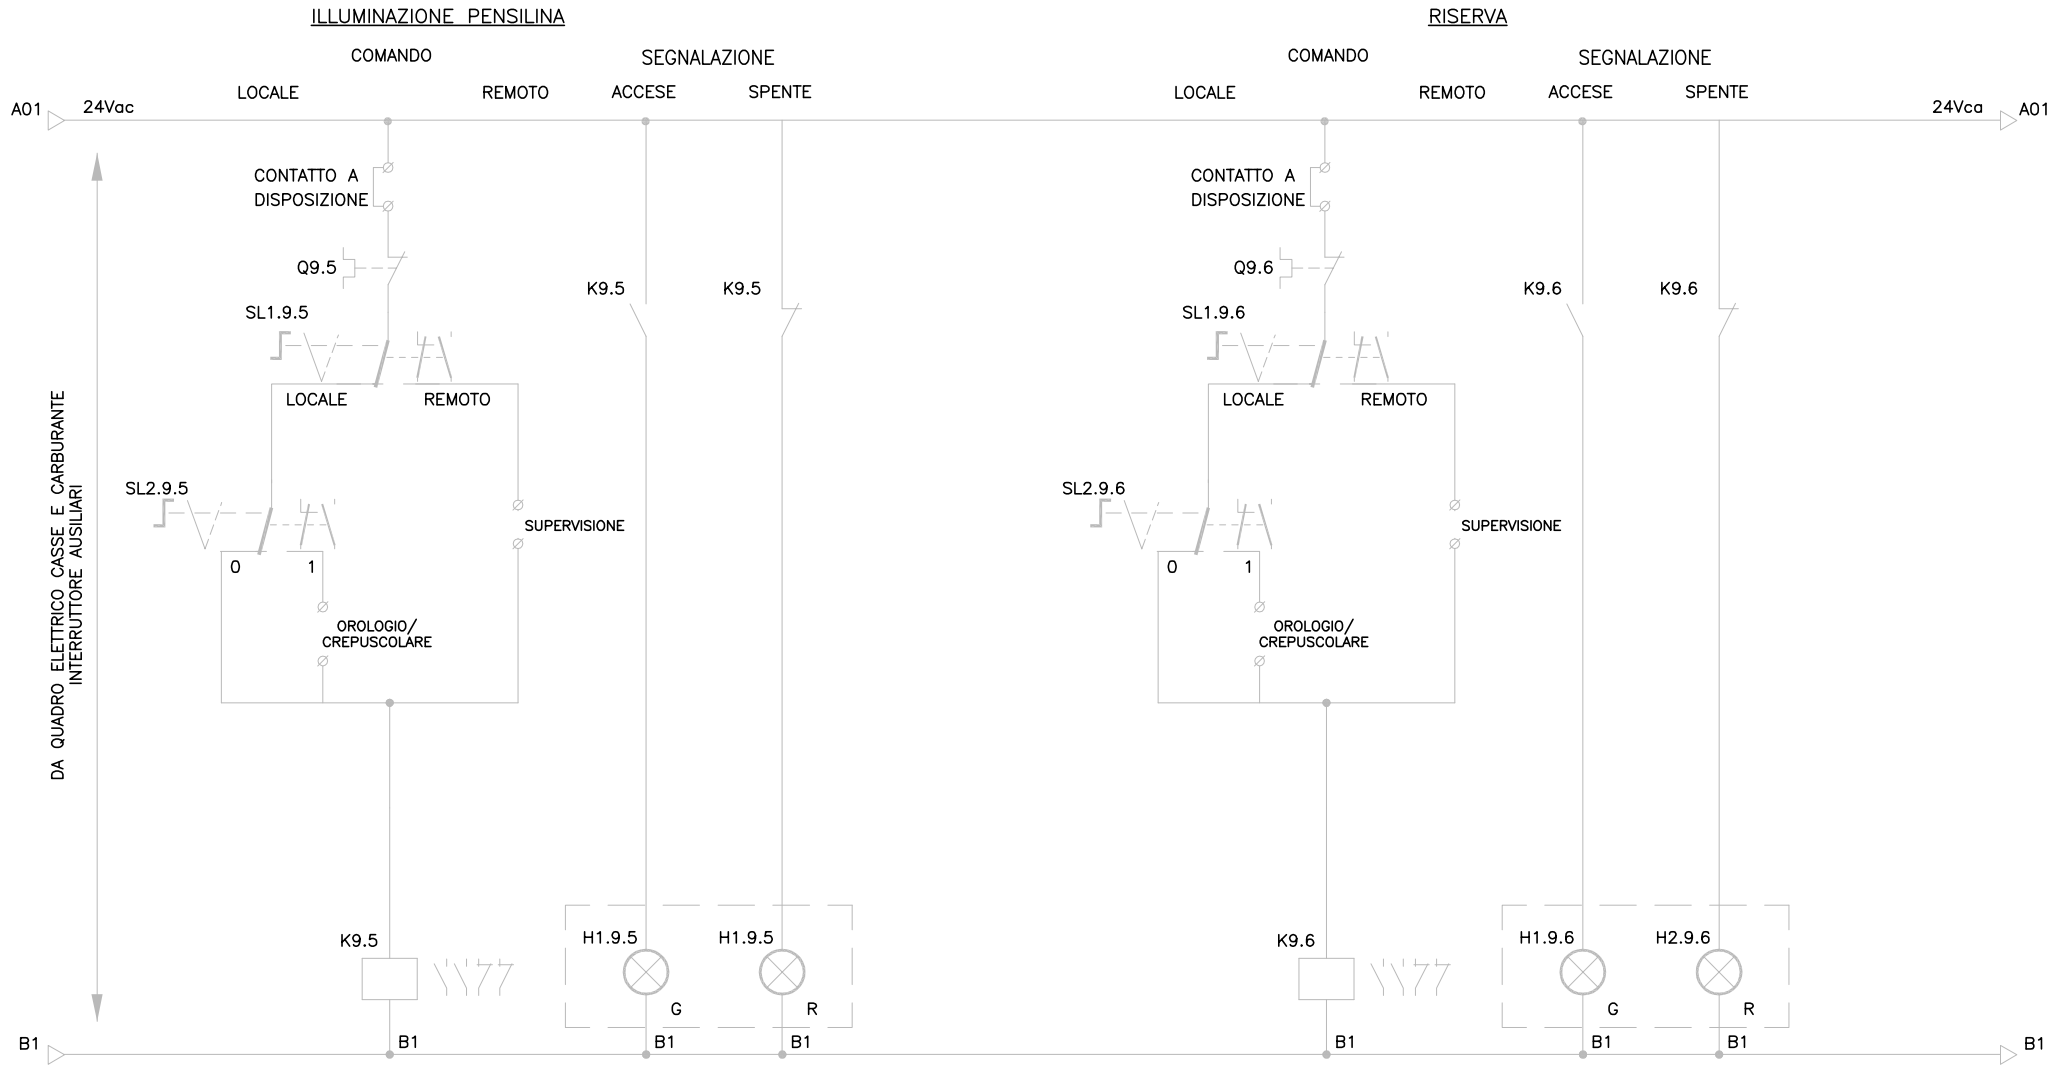 ILLUMINAZIONE PENSILINA
RISERVA
COMANDO
SEGNALAZIONE
COMANDO
SEGNALAZIONE
LOCALE
REMOTO
ACCESE
SPENTE
LOCALE
REMOTO
ACCESE
SPENTE
A01
24Vac
24Vca
A01
CONTATTO A
DISPOSIZIONE
CONTATTO A
DISPOSIZIONE
Q9.5
Q9.6
K9.5
K9.5
K9.6
K9.6
SL1.9.5
SL1.9.6
LOCALE
REMOTO
LOCALE
REMOTO
DA QUADRO ELETTRICO CASSE E CARBURANTE
INTERRUTTORE AUSILIARI
SL2.9.5
SL2.9.6
SUPERVISIONE
SUPERVISIONE
0
1
0
1
OROLOGIO/
CREPUSCOLARE
OROLOGIO/
CREPUSCOLARE
K9.5
H1.9.5
H1.9.5
K9.6
H1.9.6
H2.9.6
G
R
G
R
B1
B1
B1
B1
B1
B1
B1
B1